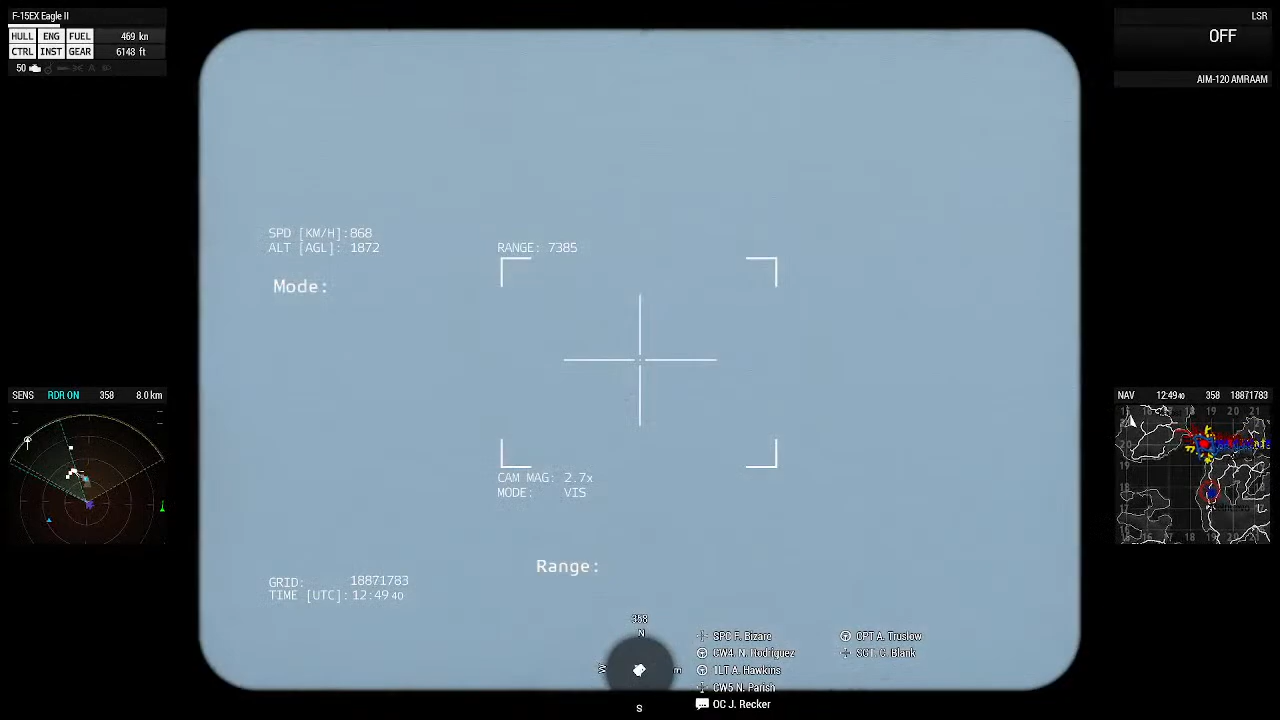 F-15EX Eagle II
HULL ENG FUEL 469 kn
CTRL INST GEAR 6143 ft
50
LSR
OFF
AIM-120 AMRAAM
SPD [KM/H]:868
ALT [AGL]: 1872
RANGE: 7385
Mode:
SENS RDR ON 358 8.0 km
NAV 12:49 40 358 18871783
CAM MAG: 2.7x
MODE: VIS
Range:
GRID: 18871783
TIME [UTC]: 12:49 40
358
N
S
SPC F. Bizare
CW4. N. Rodriguez
1LT A. Hawkins
CW5 N. Parish
OC J. Recker
CPT A. Truslow
SGT. G. Blank